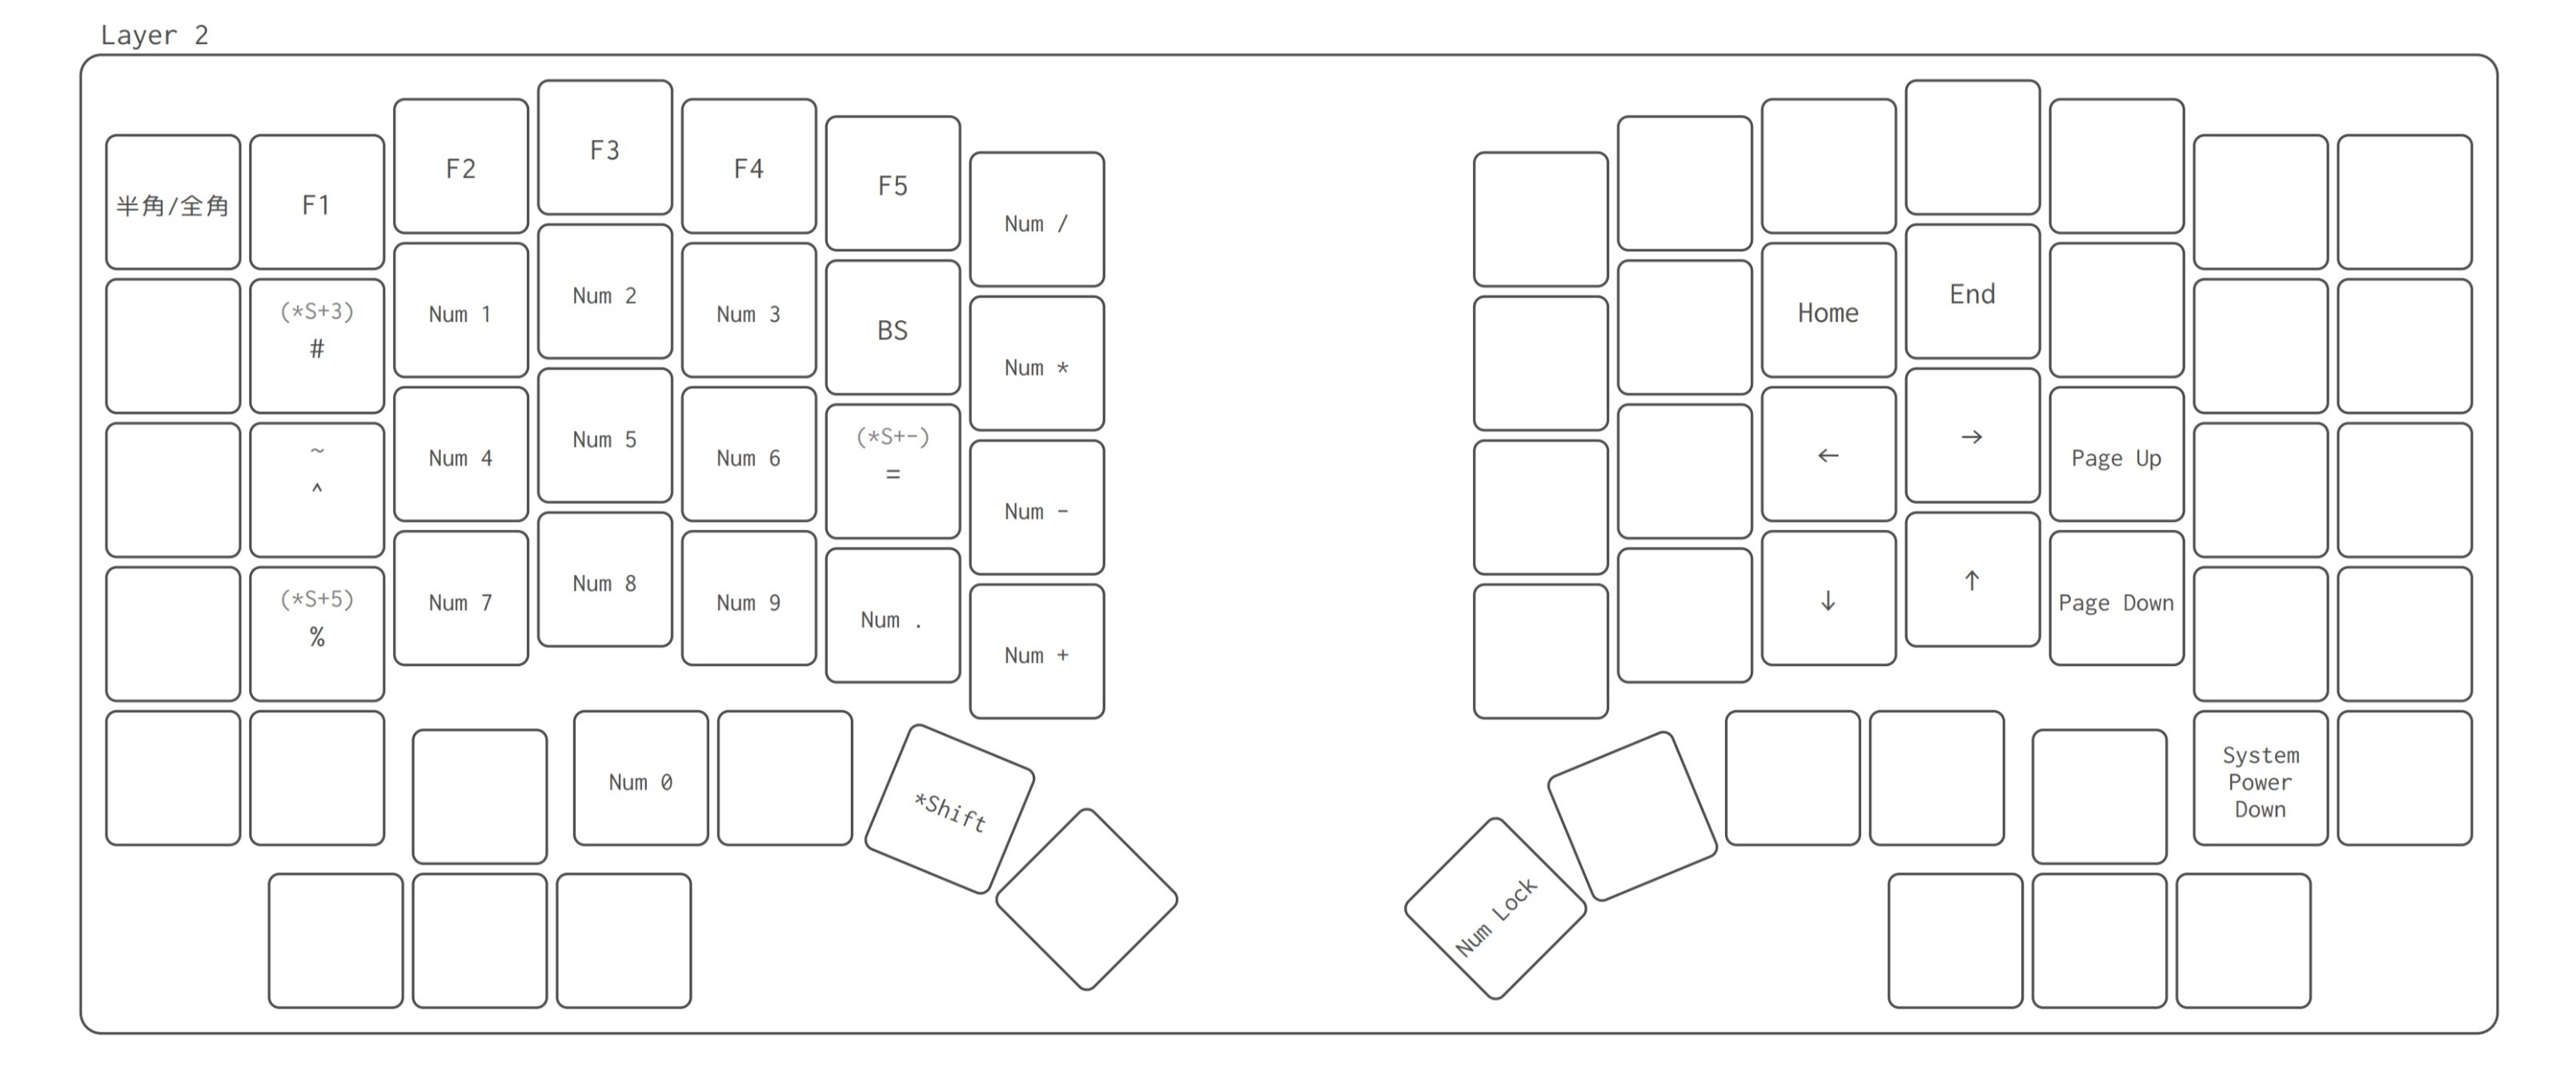 Layer 2
半角/全角
F1
F2
F3
F4
F5
Num /
(*S+3)
#
Num 1
Num 2
Num 3
BS
Num *
Home
End
~
^
Num 4
Num 5
Num 6
(*S+-)
=
Num -
←
→
Page Up
(*S+5)
%
Num 7
Num 8
Num 9
Num .
Num +
↓
↑
Page Down
Num 0
*Shift
Num Lock
System
Power
Down